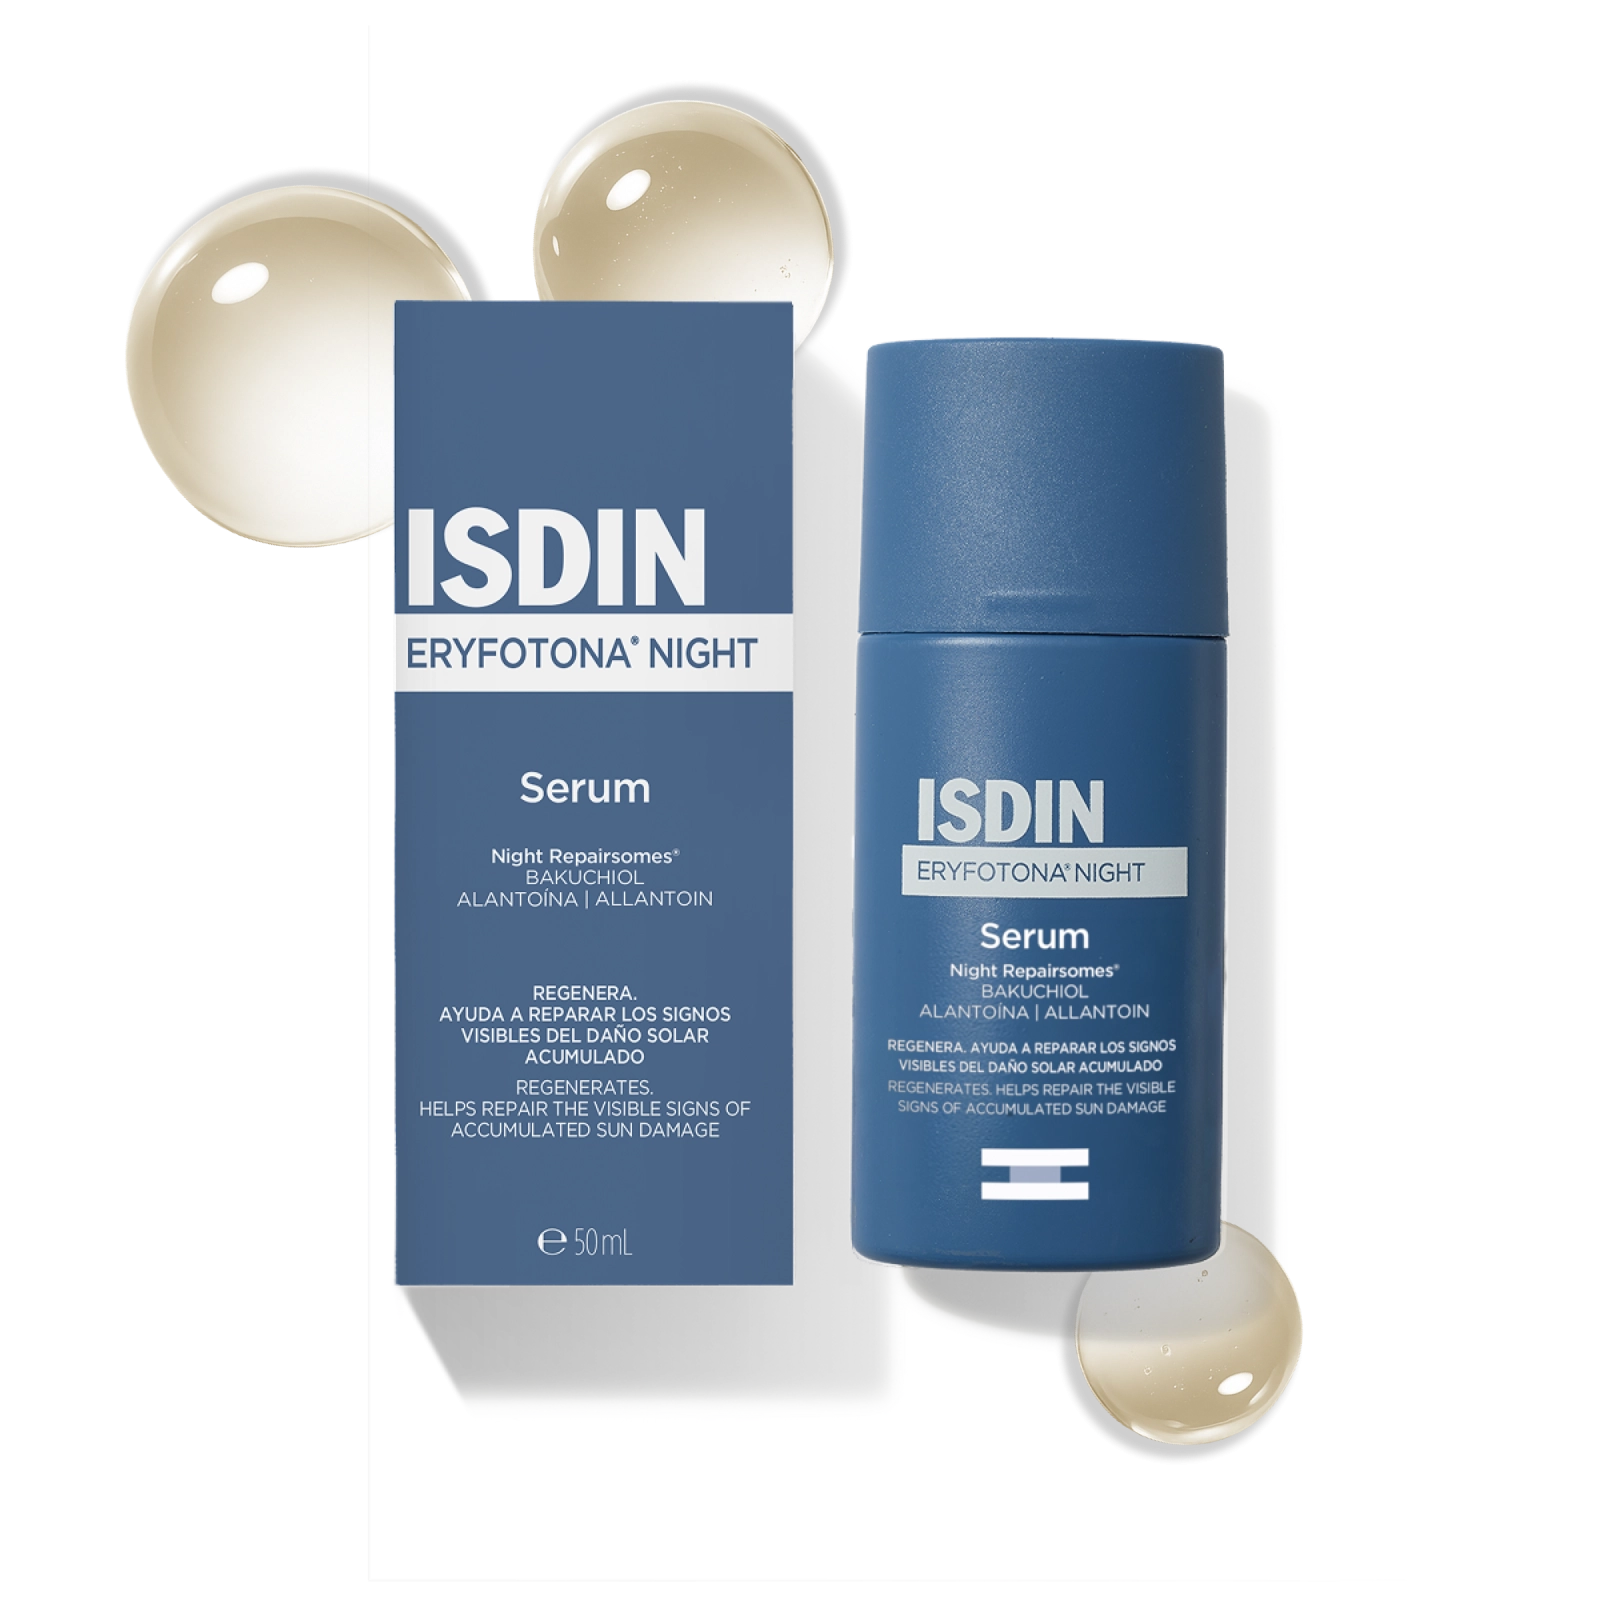 ISDIN
ERYFOTONA® NIGHT
Serum
Night Repairsomes®
BAKUCHIOL
ALANTOÍNA | ALLANTOIN
REGENERA.
AYUDA A REPARAR LOS SIGNOS
VISIBLES DEL DAÑO SOLAR
ACUMULADO
REGENERATES.
HELPS REPAIR THE VISIBLE SIGNS OF
ACCUMULATED SUN DAMAGE
℮ 50 mL
ISDIN
ERYFOTONA® NIGHT
Serum
Night Repairsomes®
BAKUCHIOL
ALANTOÍNA | ALLANTOIN
REGENERA. AYUDA A REPARAR LOS SIGNOS
VISIBLES DEL DAÑO SOLAR ACUMULADO
REGENERATES. HELPS REPAIR THE VISIBLE
SIGNS OF ACCUMULATED SUN DAMAGE